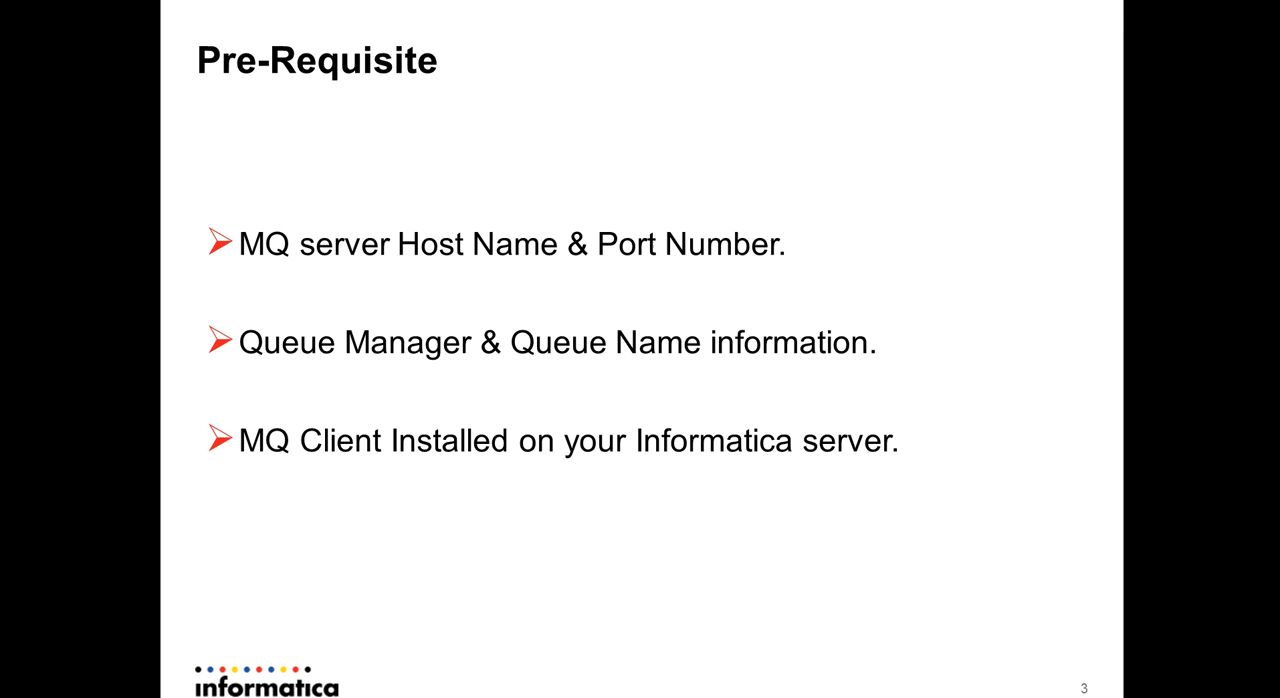 Pre-Requisite
MQ server Host Name & Port Number.
Queue Manager & Queue Name information.
MQ Client Installed on your Informatica server.
informatica
3